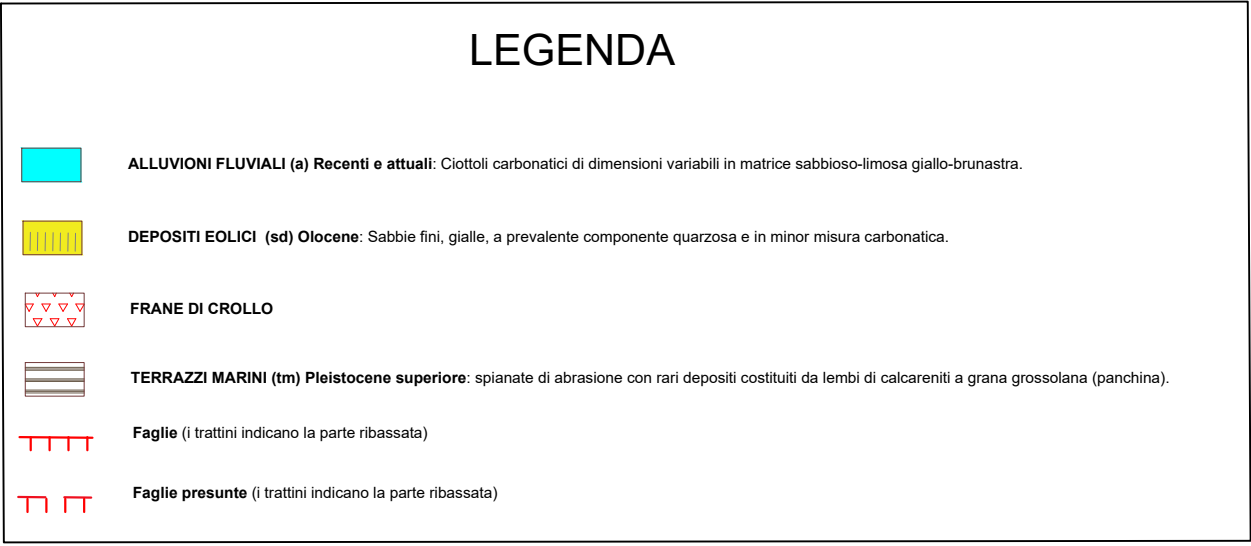 LEGENDA
ALLUVIONI FLUVIALI (a) Recenti e attuali: Ciottoli carbonatici di dimensioni variabili in matrice sabbioso-limosa giallo-brunastra.
DEPOSITI EOLICI  (sd) Olocene: Sabbie fini, gialle, a prevalente componente quarzosa e in minor misura carbonatica.
FRANE DI CROLLO
TERRAZZI MARINI (tm) Pleistocene superiore: spianate di abrasione con rari depositi costituiti da lembi di calcareniti a grana grossolana (panchina).
Faglie (i trattini indicano la parte ribassata)
Faglie presunte (i trattini indicano la parte ribassata)